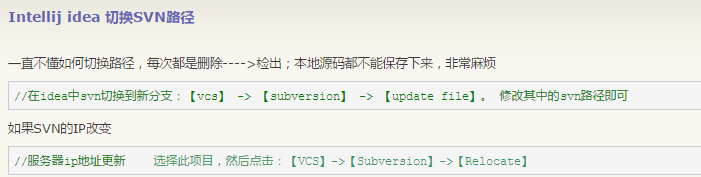 Intellij idea 切换SVN路径
一直不懂如何切换路径，每次都是删除---->检出；本地源码都不能保存下来，非常麻烦
//在idea中svn切换到新分支：【vcs】 -> 【subversion】 -> 【update file】。 修改其中的svn路径即可
如果SVN的IP改变
//服务器ip地址更新    选择此项目，然后点击：【VCS】->【Subversion】->【Relocate】